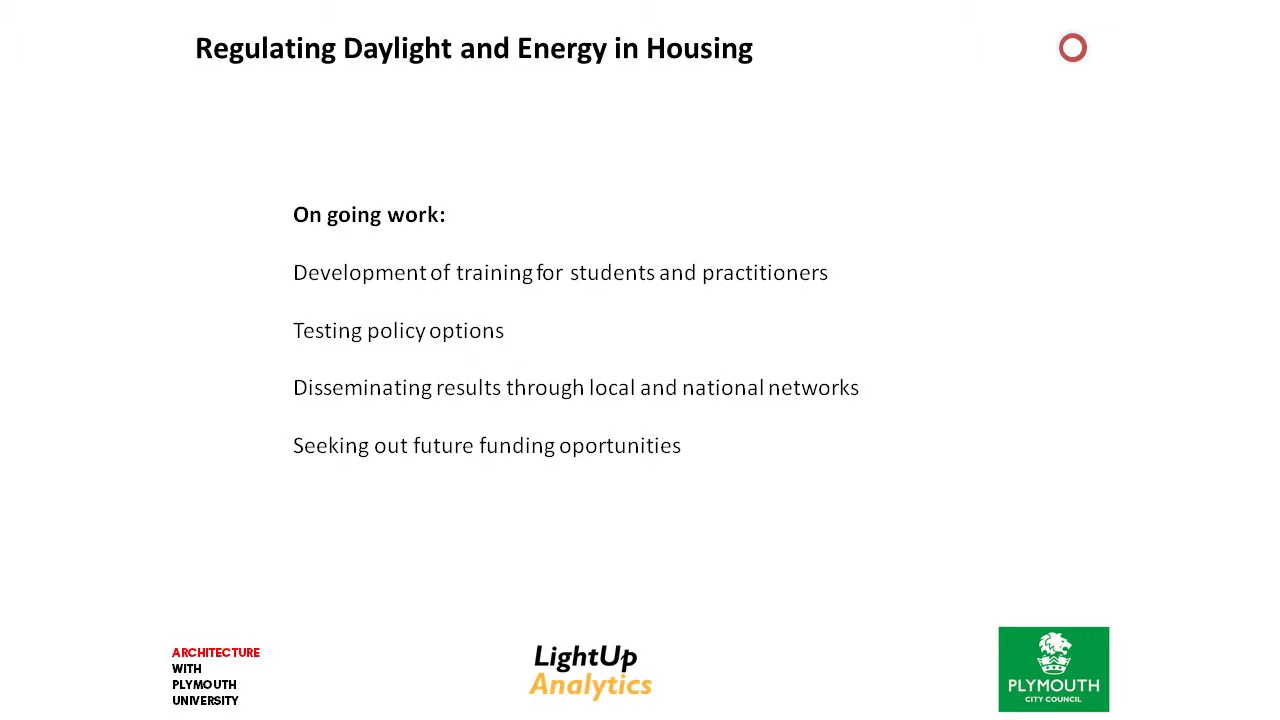 Regulating Daylight and Energy in Housing
On going work:
Development of training for students and practitioners
Testing policy options
Disseminating results through local and national networks
Seeking out future funding oportunities
ARCHITECTURE
WITH
PLYMOUTH
UNIVERSITY
LightUp
Analytics
PLYMOUTH
CITY COUNCIL